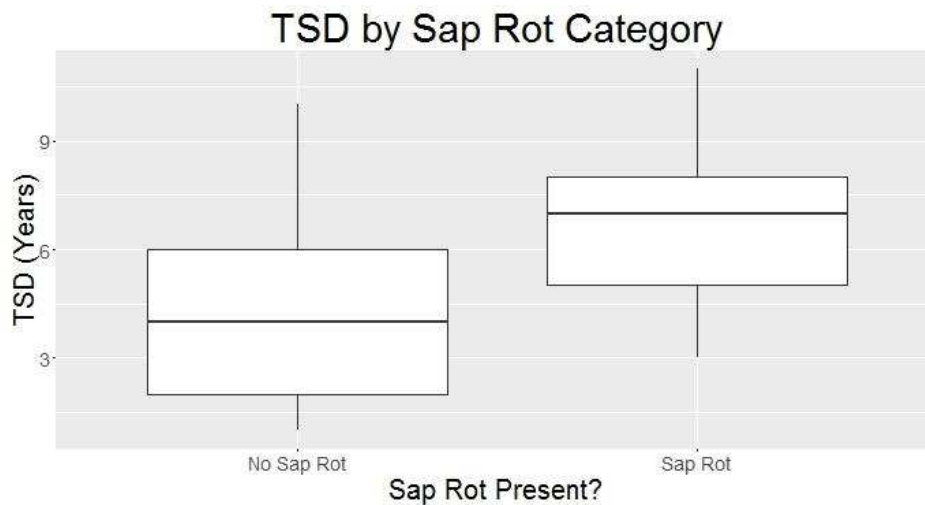 TSD by Sap Rot Category
TSD (Years)
9
6
3
No Sap Rot Sap Rot
Sap Rot Present?